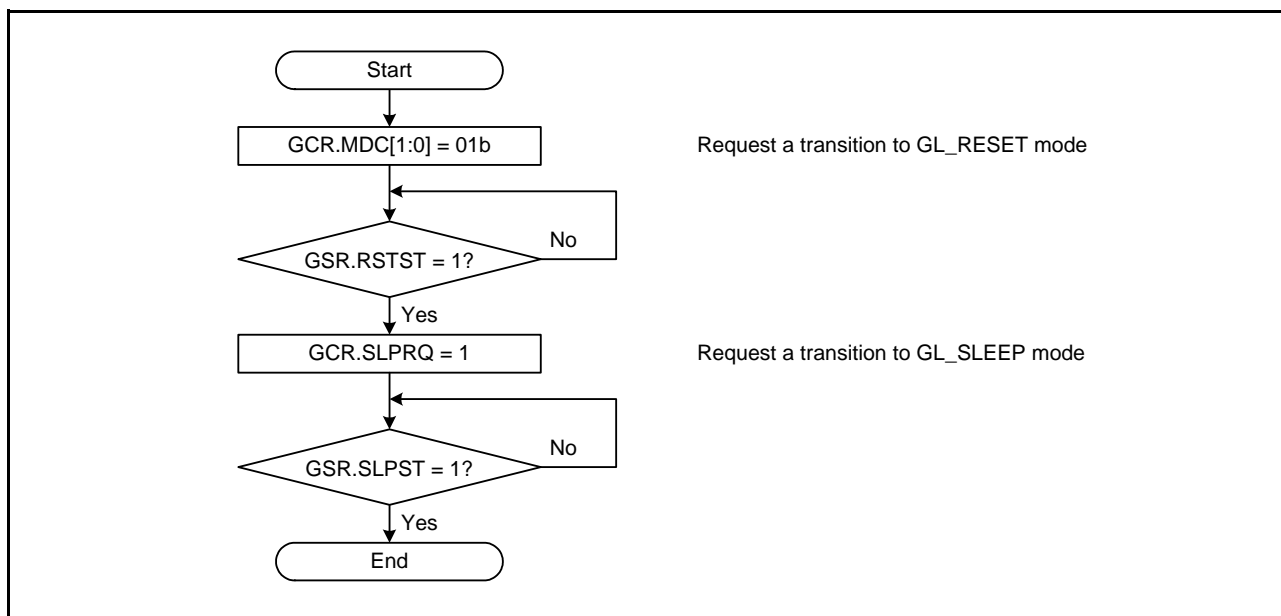 Start
GCR.MDC[1:0] = 01b
Request a transition to GL_RESET mode
No
GSR.RSTST = 1?
Yes
GCR.SLPRQ = 1
Request a transition to GL_SLEEP mode
No
GSR.SLPST = 1?
Yes
End